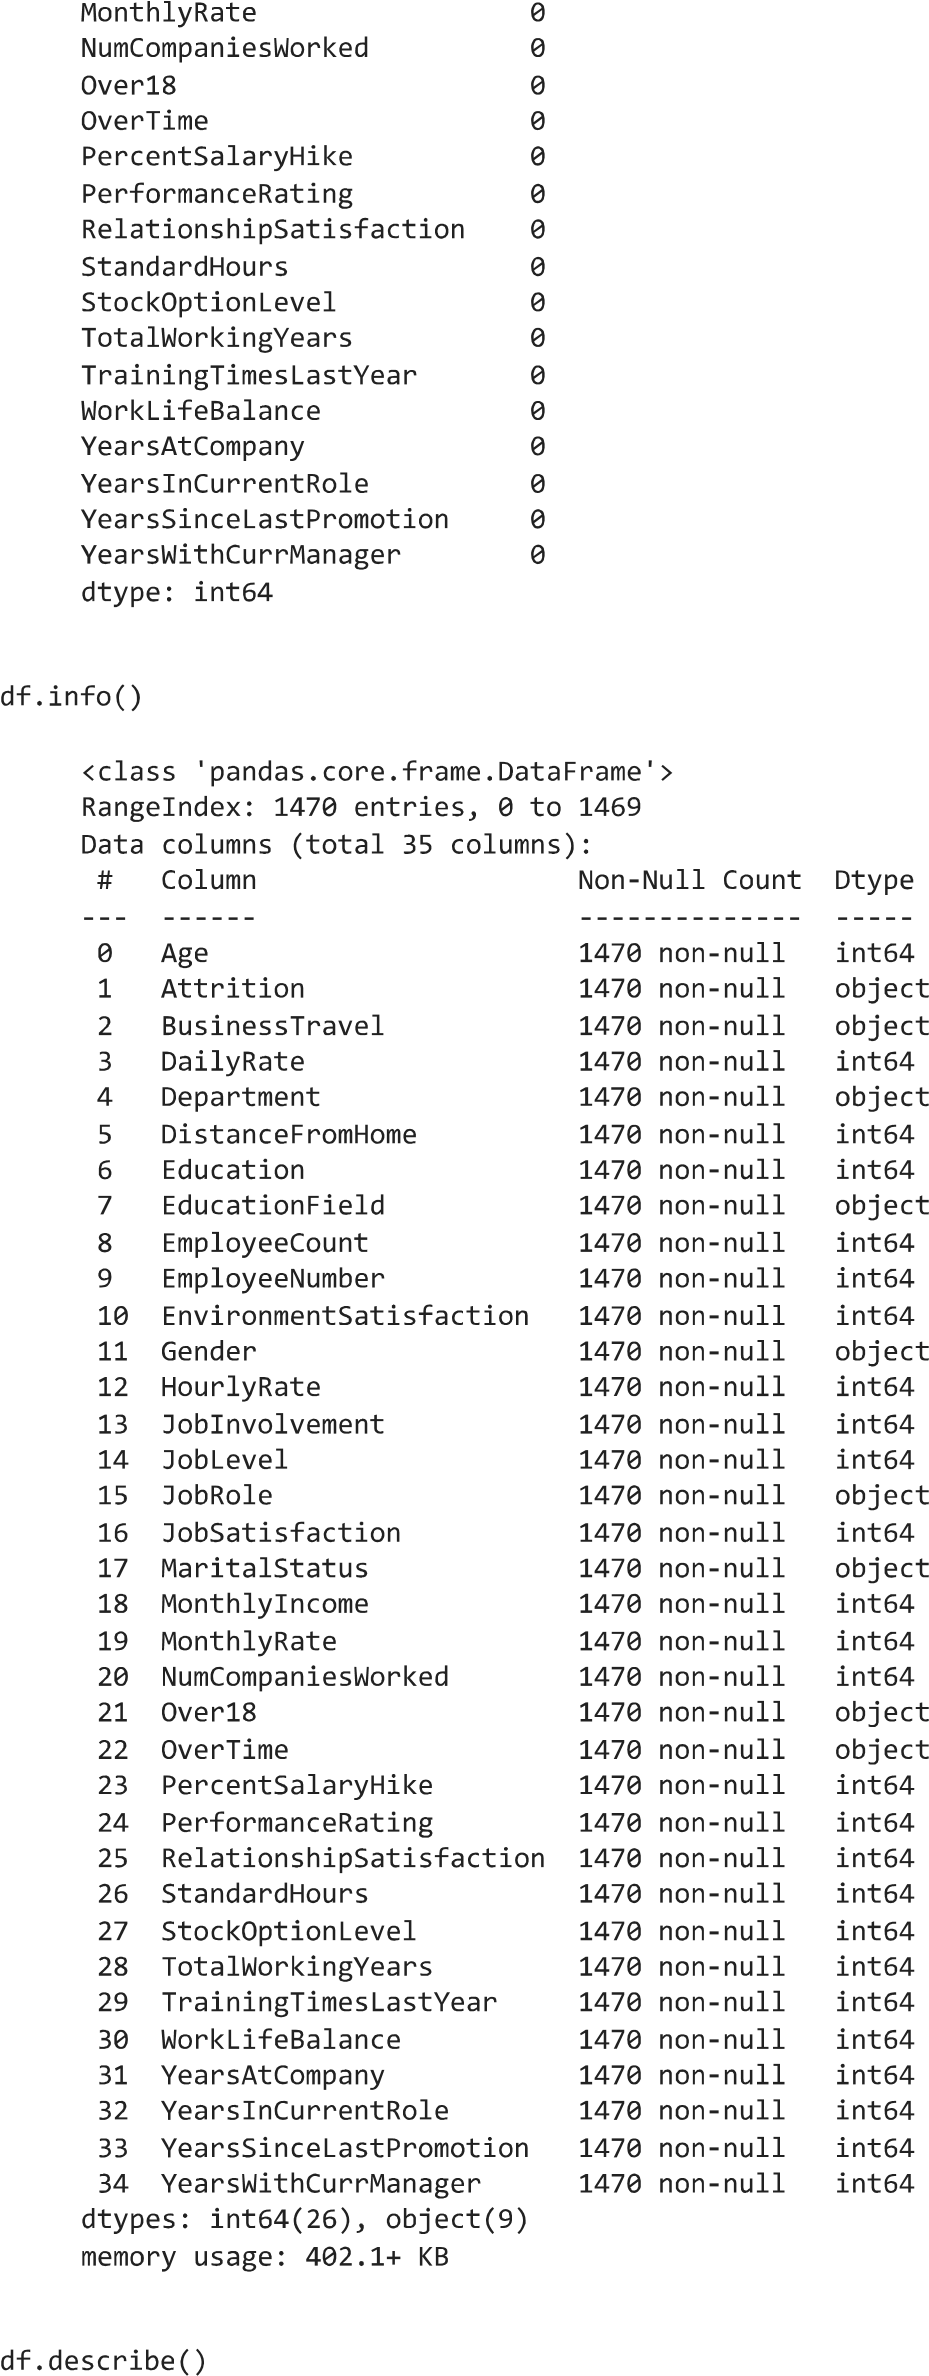 MonthlyRate                 0
NumCompaniesWorked          0
Over18                      0
OverTime                    0
PercentSalaryHike           0
PerformanceRating           0
RelationshipSatisfaction    0
StandardHours               0
StockOptionLevel            0
TotalWorkingYears           0
TrainingTimesLastYear       0
WorkLifeBalance             0
YearsAtCompany              0
YearsInCurrentRole          0
YearsSinceLastPromotion     0
YearsWithCurrManager        0
dtype: int64
df.info()
<class 'pandas.core.frame.DataFrame'>
RangeIndex: 1470 entries, 0 to 1469
Data columns (total 35 columns):
 #   Column                    Non-Null Count  Dtype
---  ------                    --------------  -----
 0   Age                       1470 non-null   int64
 1   Attrition                 1470 non-null   object
 2   BusinessTravel            1470 non-null   object
 3   DailyRate                 1470 non-null   int64
 4   Department                1470 non-null   object
 5   DistanceFromHome          1470 non-null   int64
 6   Education                 1470 non-null   int64
 7   EducationField            1470 non-null   object
 8   EmployeeCount             1470 non-null   int64
 9   EmployeeNumber            1470 non-null   int64
 10  EnvironmentSatisfaction   1470 non-null   int64
 11  Gender                    1470 non-null   object
 12  HourlyRate                1470 non-null   int64
 13  JobInvolvement            1470 non-null   int64
 14  JobLevel                  1470 non-null   int64
 15  JobRole                   1470 non-null   object
 16  JobSatisfaction           1470 non-null   int64
 17  MaritalStatus             1470 non-null   object
 18  MonthlyIncome             1470 non-null   int64
 19  MonthlyRate               1470 non-null   int64
 20  NumCompaniesWorked        1470 non-null   int64
 21  Over18                    1470 non-null   object
 22  OverTime                  1470 non-null   object
 23  PercentSalaryHike         1470 non-null   int64
 24  PerformanceRating         1470 non-null   int64
 25  RelationshipSatisfaction  1470 non-null   int64
 26  StandardHours             1470 non-null   int64
 27  StockOptionLevel          1470 non-null   int64
 28  TotalWorkingYears         1470 non-null   int64
 29  TrainingTimesLastYear     1470 non-null   int64
 30  WorkLifeBalance           1470 non-null   int64
 31  YearsAtCompany            1470 non-null   int64
 32  YearsInCurrentRole        1470 non-null   int64
 33  YearsSinceLastPromotion   1470 non-null   int64
 34  YearsWithCurrManager      1470 non-null   int64
dtypes: int64(26), object(9)
memory usage: 402.1+ KB
df.describe()